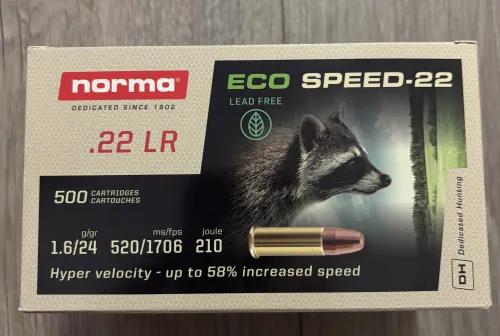 norma
DEDICATED SINCE 1902
.22 LR
ECO SPEED-22
LEAD FREE
500 CARTRIDGES
CARTOUCHES
g/gr ms/fps joule
1.6/24 520/1706 210
Hyper velocity - up to 58% increased speed
DH Dedicated Hunting